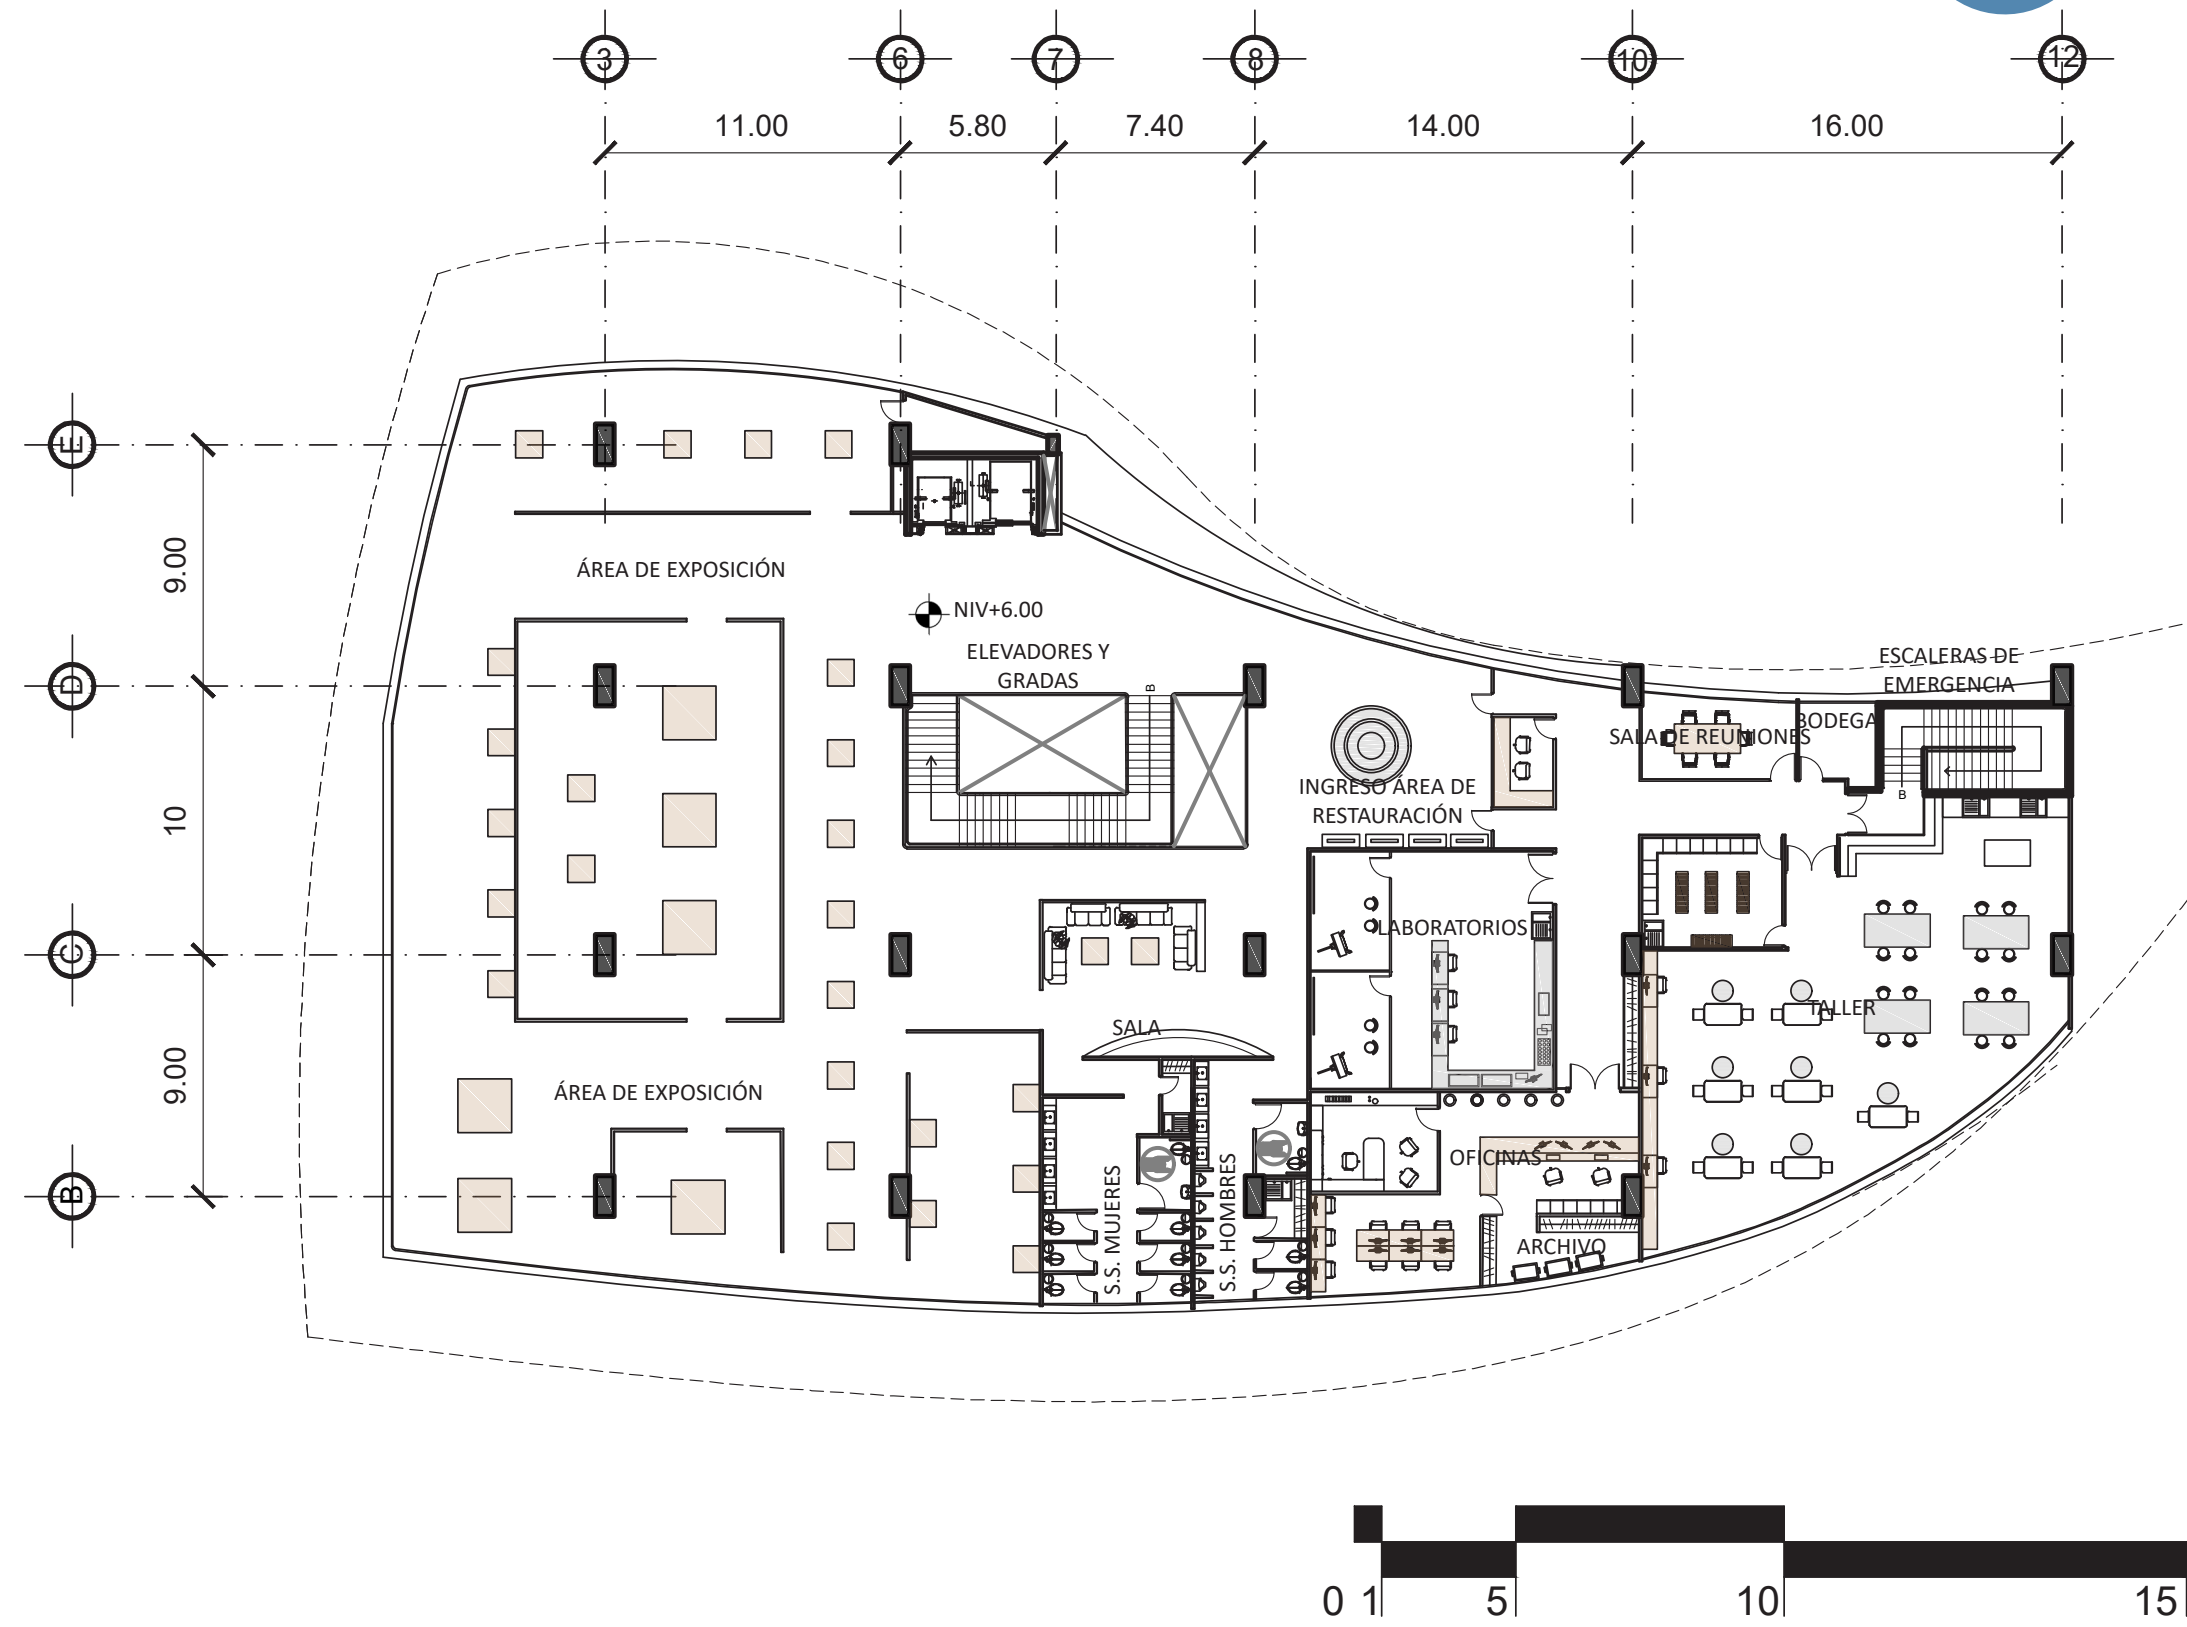 3 6 7 8 10 12
11.00 5.80 7.40 14.00 16.00
E
9.00
ÁREA DE EXPOSICIÓN
NIV+6.00
ELEVADORES Y
GRADAS
ESCALERAS DE
EMERGENCIA
D
B
BODEGA
SALA DE REUNIONES
INGRESO ÁREA DE
RESTAURACIÓN
B
10
LABORATORIOS
C
TALLER
SALA
9.00
ÁREA DE EXPOSICIÓN
OFICINAS
B
S.S. MUJERES
S.S. HOMBRES
ARCHIVO
0 1 5 10 15